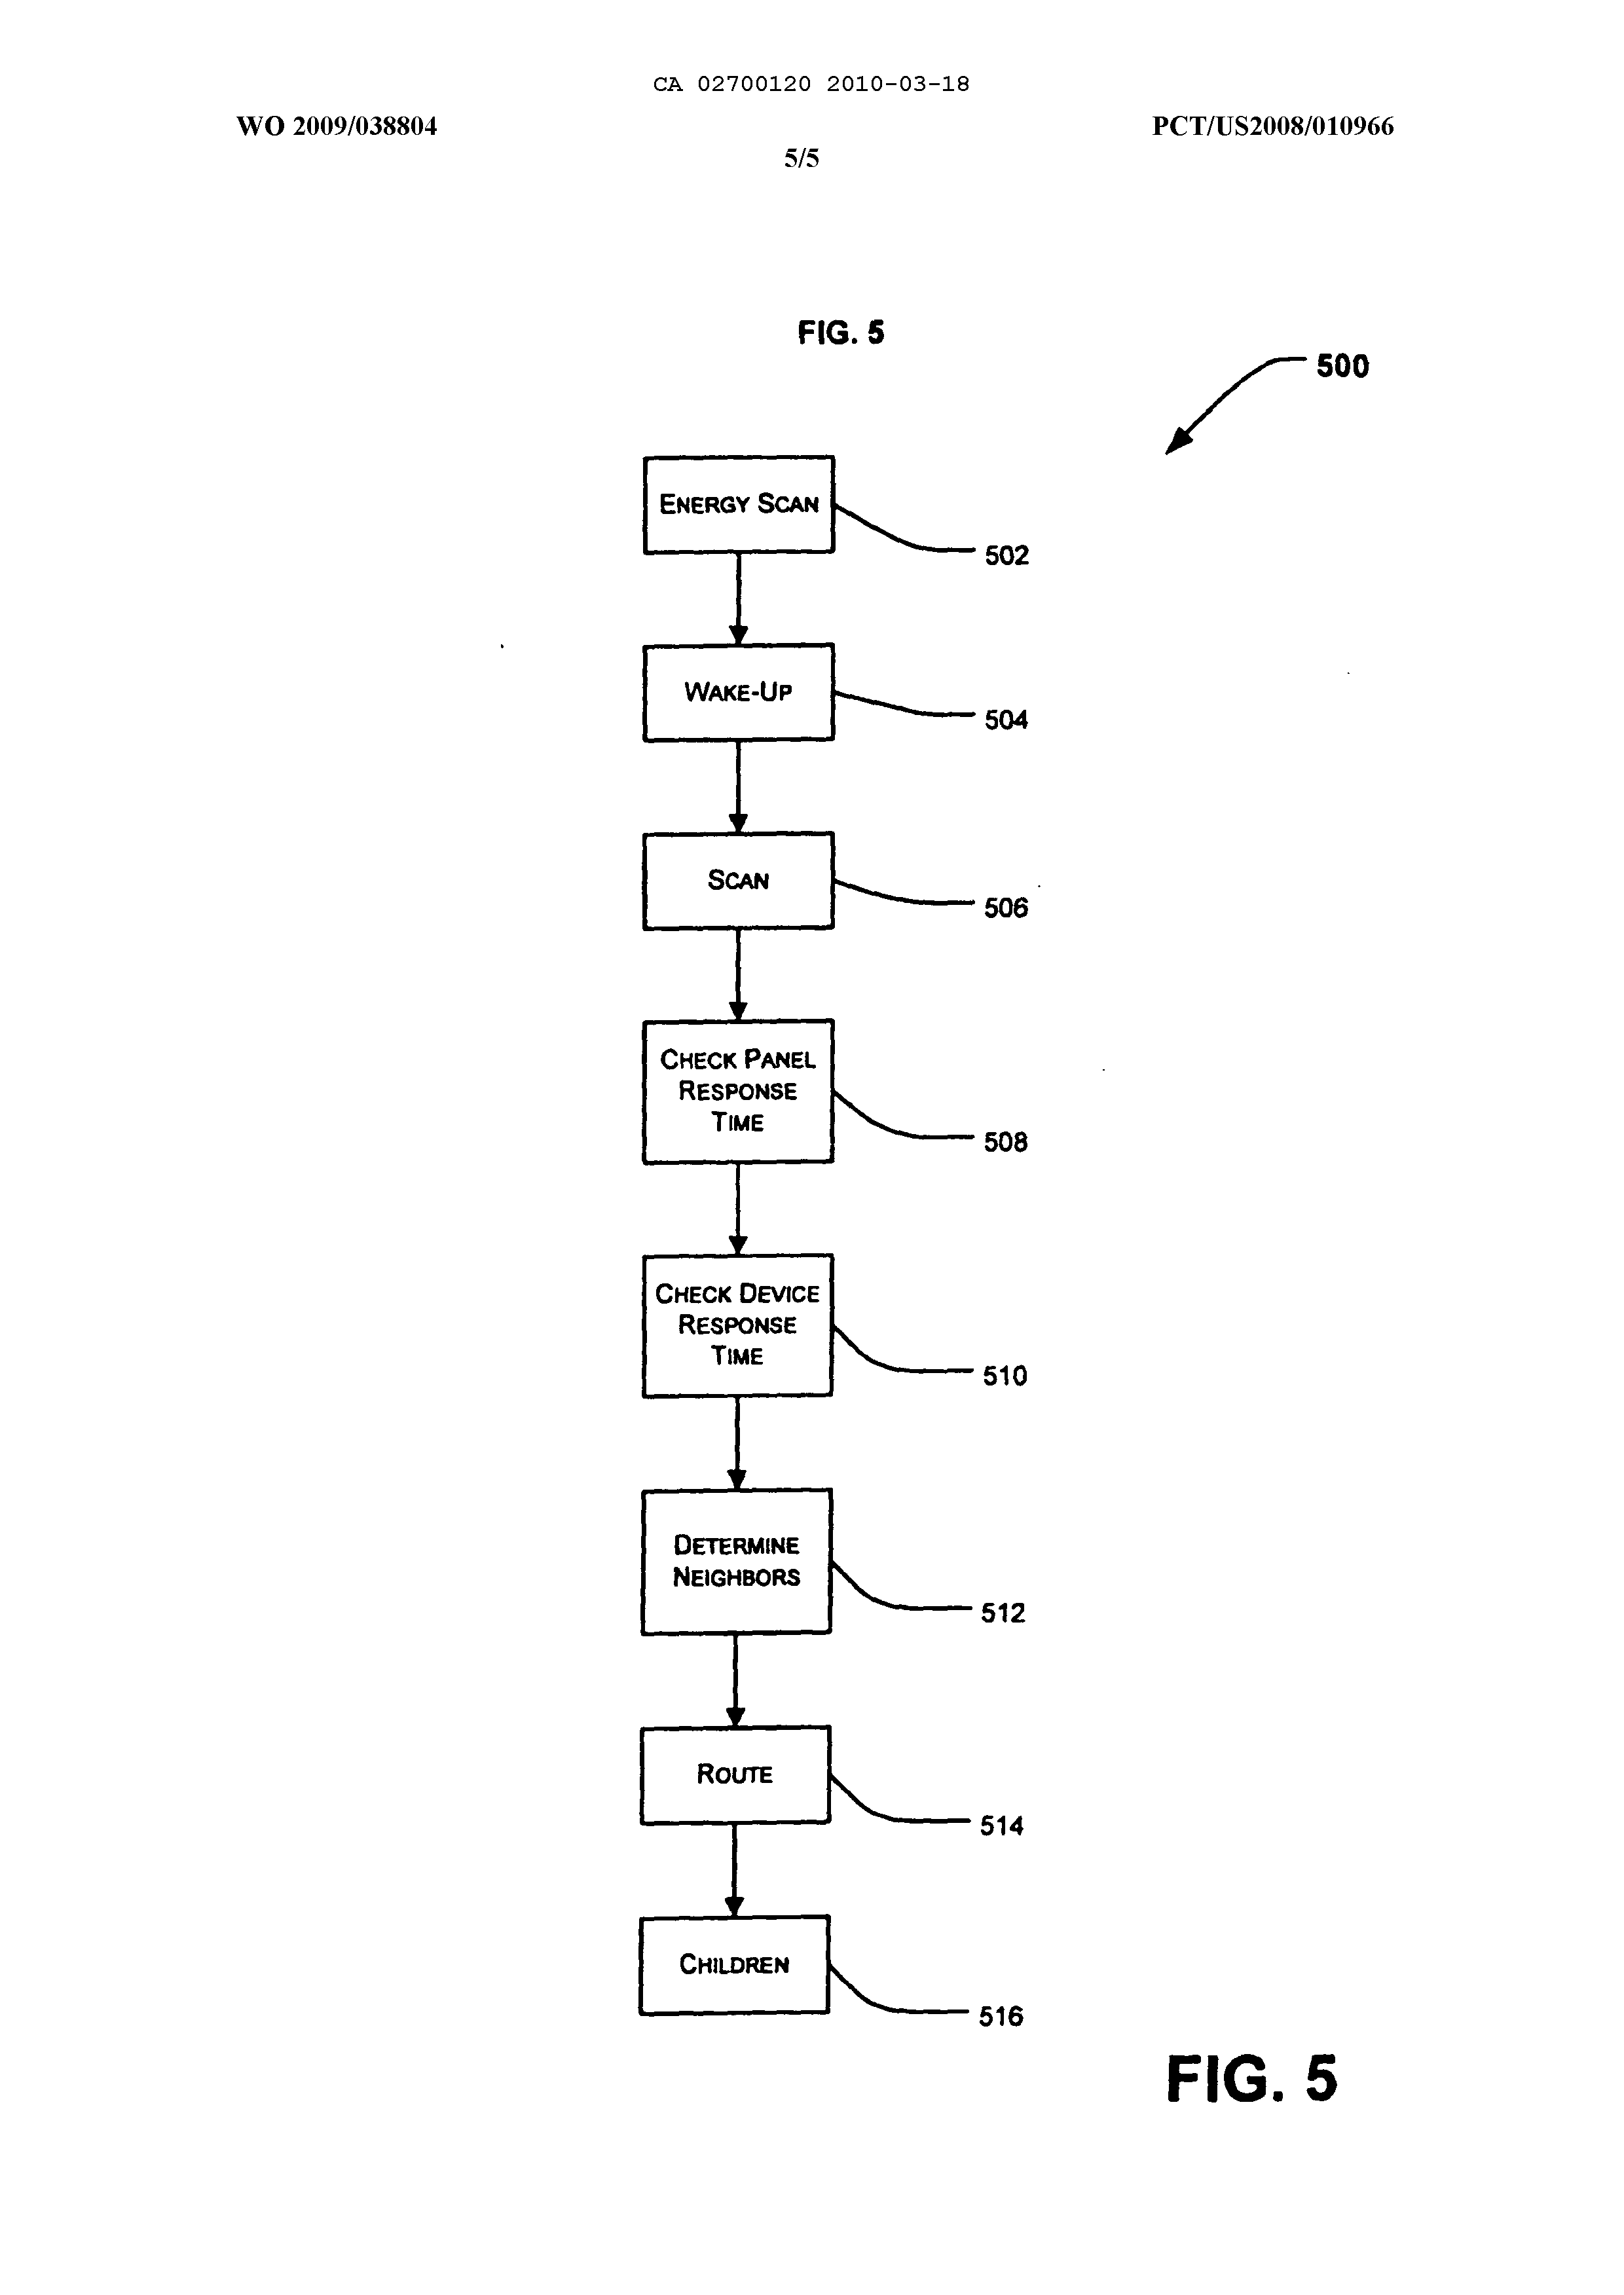 CA 02700120 2010-03-18
WO 2009/038804 PCT/US2008/010966
5/5
FIG. 5
500
ENERGY SCAN
502
WAKE-UP
504
SCAN
506
CHECK PANEL
RESPONSE
TIME
508
CHECK DEVICE
RESPONSE
TIME
510
DETERMINE
NEIGHBORS
512
ROUTE
514
CHILDREN
516
FIG. 5